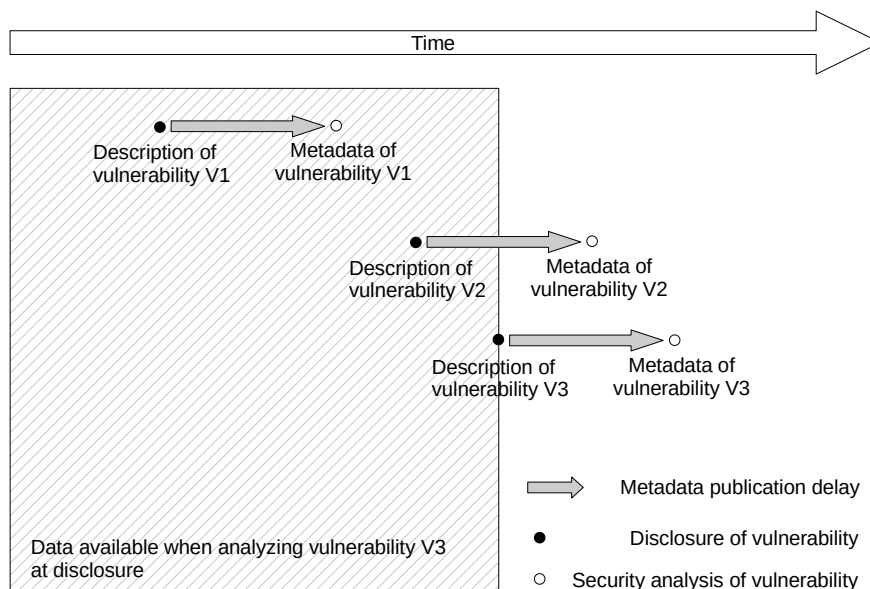 Time
Description of
vulnerability V1
Metadata of
vulnerability V1
Description of
vulnerability V2
Metadata of
vulnerability V2
Description of
vulnerability V3
Metadata of
vulnerability V3
Metadada publication delay
Disclosure of vulnerability
Security analysis of vulnerability
Data available when analyzing vulnerability V3
at disclosure